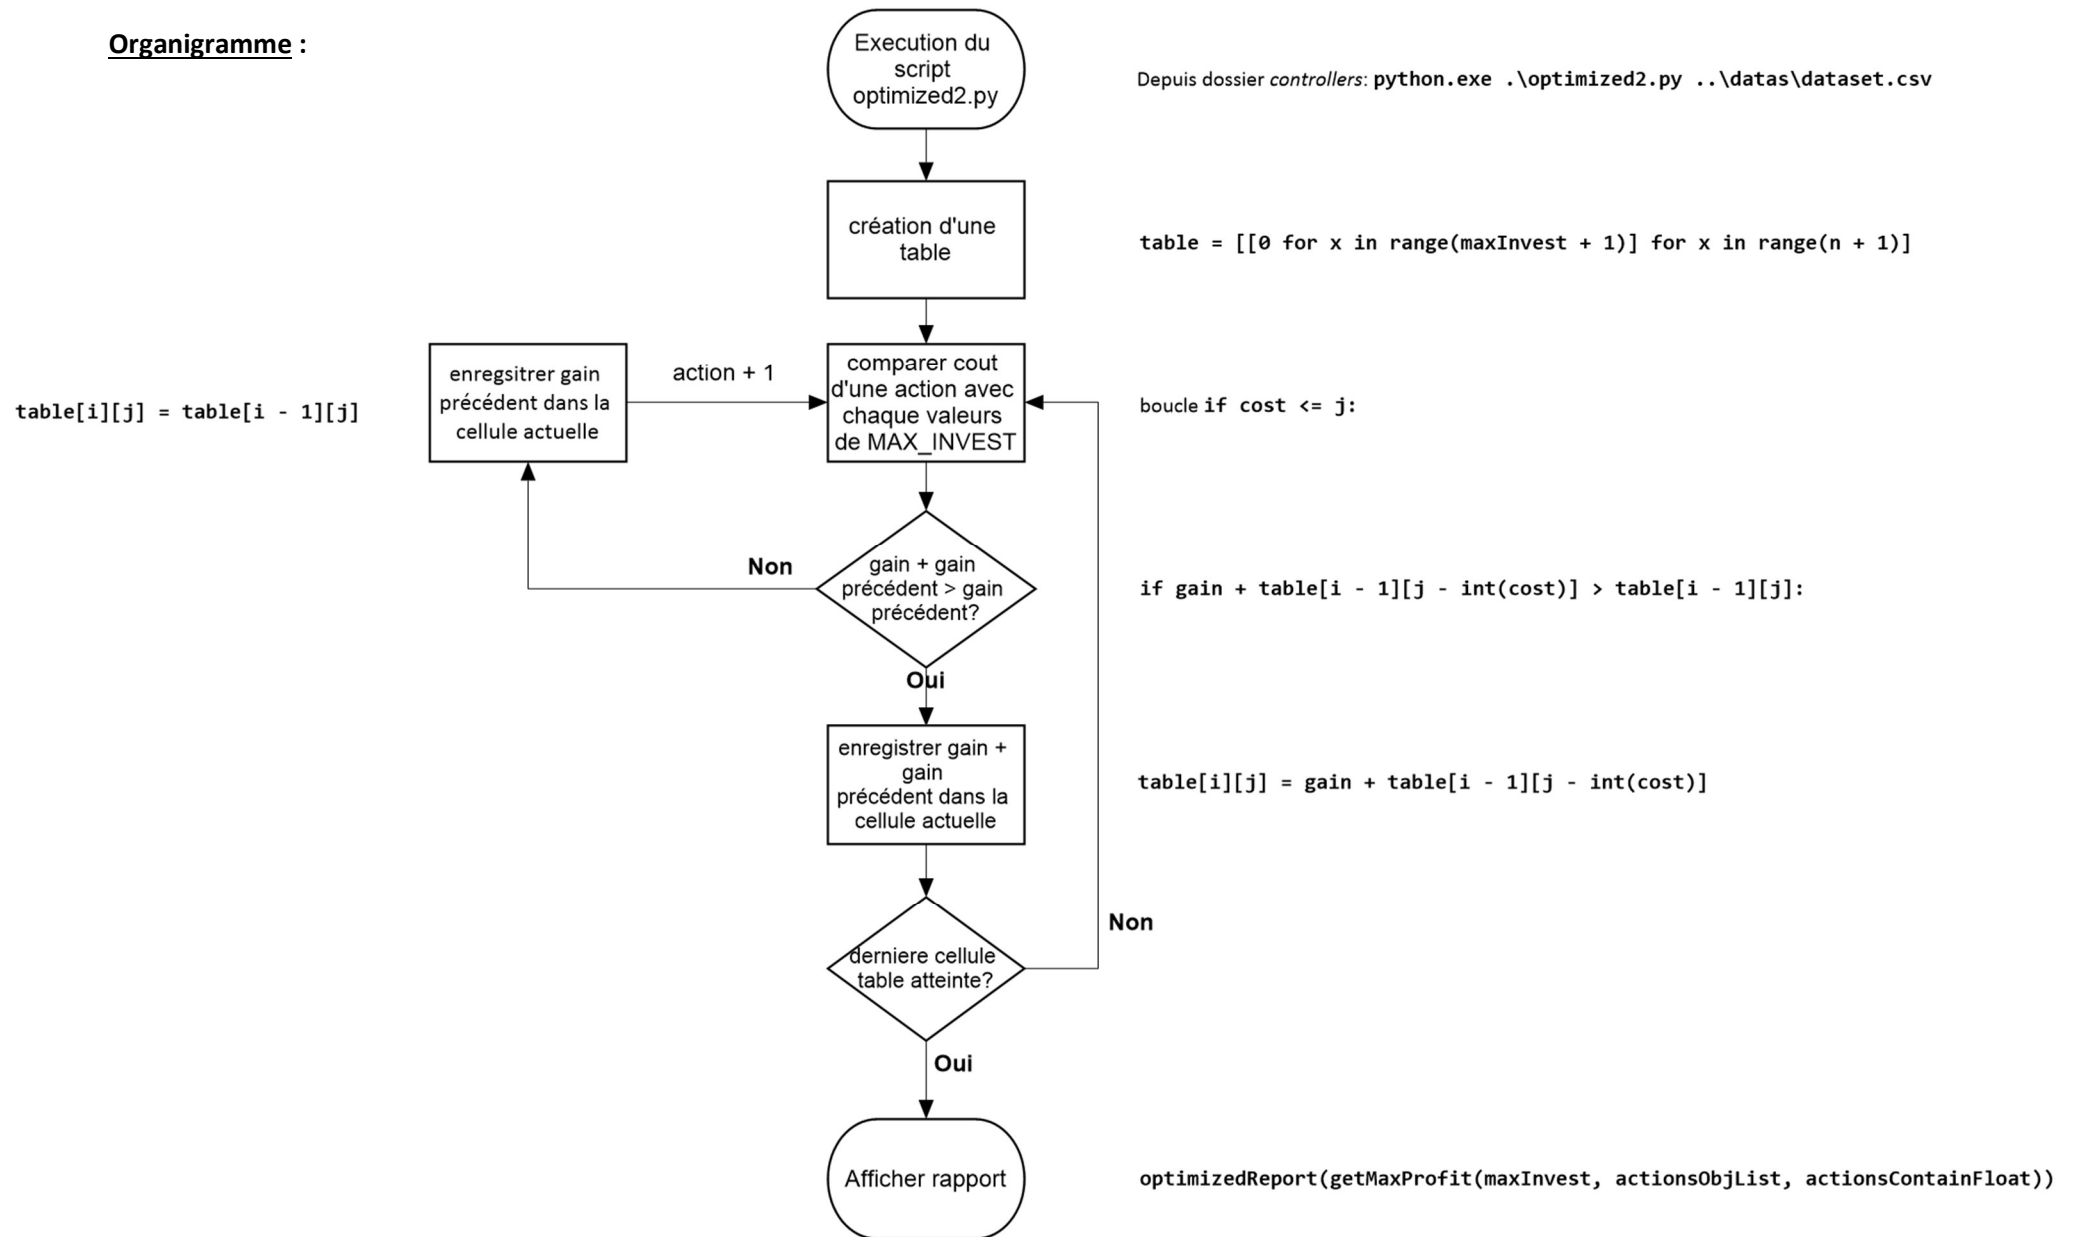 Organigramme :
Execution du
script
optimized2.py
Depuis dossier controllers: python.exe .\optimized2.py ..\datas\dataset.csv
création d'une
table
table = [[0 for x in range(maxInvest + 1)] for x in range(n + 1)]
table[i][j] = table[i - 1][j]
enregsitrer gain
précédent dans la
cellule actuelle
action + 1
comparer cout
d'une action avec
chaque valeurs
de MAX_INVEST
boucle if cost <= j:
Non
gain + gain
précédent > gain
précédent?
if gain + table[i - 1][j - int(cost)] > table[i - 1][j]:
Oui
enregistrer gain +
gain
précédent dans la
cellule actuelle
table[i][j] = gain + table[i - 1][j - int(cost)]
Non
derniere cellule
table atteinte?
Oui
Afficher rapport
optimizedReport(getMaxProfit(maxInvest, actionsObjList, actionsContainFloat))